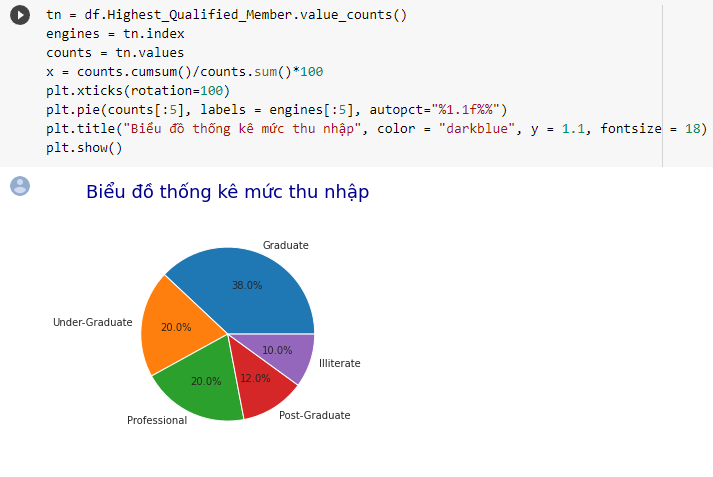 tn = df.Highest_Qualified_Member.value_counts()
engines = tn.index
counts = tn.values
x = counts.cumsum()/counts.sum()*100
plt.xticks(rotation=100)
plt.pie(counts[:5], labels = engines[:5], autopct="%1.1f%%")
plt.title("Biểu đồ thống kê mức thu nhập", color = "darkblue", y = 1.1, fontsize = 18)
plt.show()
Biểu đồ thống kê mức thu nhập
Graduate
38.0%
Under-Graduate
20.0%
10.0%
Illiterate
20.0%
12.0%
Post-Graduate
Professional